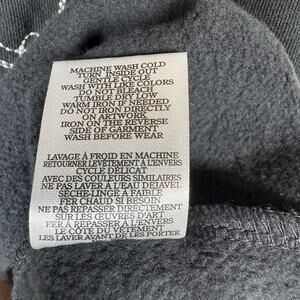 MACHINE WASH COLD
TURN INSIDE OUT
GENTLE CYCLE
WASH WITH LIKE COLORS
DO NOT BLEACH
TUMBLE DRY LOW
WARM IRON IF NEEDED
DO NOT IRON DIRECTLY
ON ARTWORK
IRON ON THE REVERSE
SIDE OF GARMENT
WASH BEFORE WEAR
LAVAGE À FROID EN MACHINE
RETOURNER LEVÊTEMENT À L'ENVERS
CYCLE DÉLICAT
AVEC DES COULEURS SIMILAIRES
NE PAS LAVER À L'EAU DEJAVEL
SÈCHE-LINGE À FAIBLE
FER CHAUD SI BESOIN
NE PAS REPASSER DIRECTEMENT
SUR LES ŒUVRES D'ART
FER À REPASSER À L'ENVERS
LE CÔTÉ DU VÊTEMENT
LES LAVER AVANT DE LES PORTER